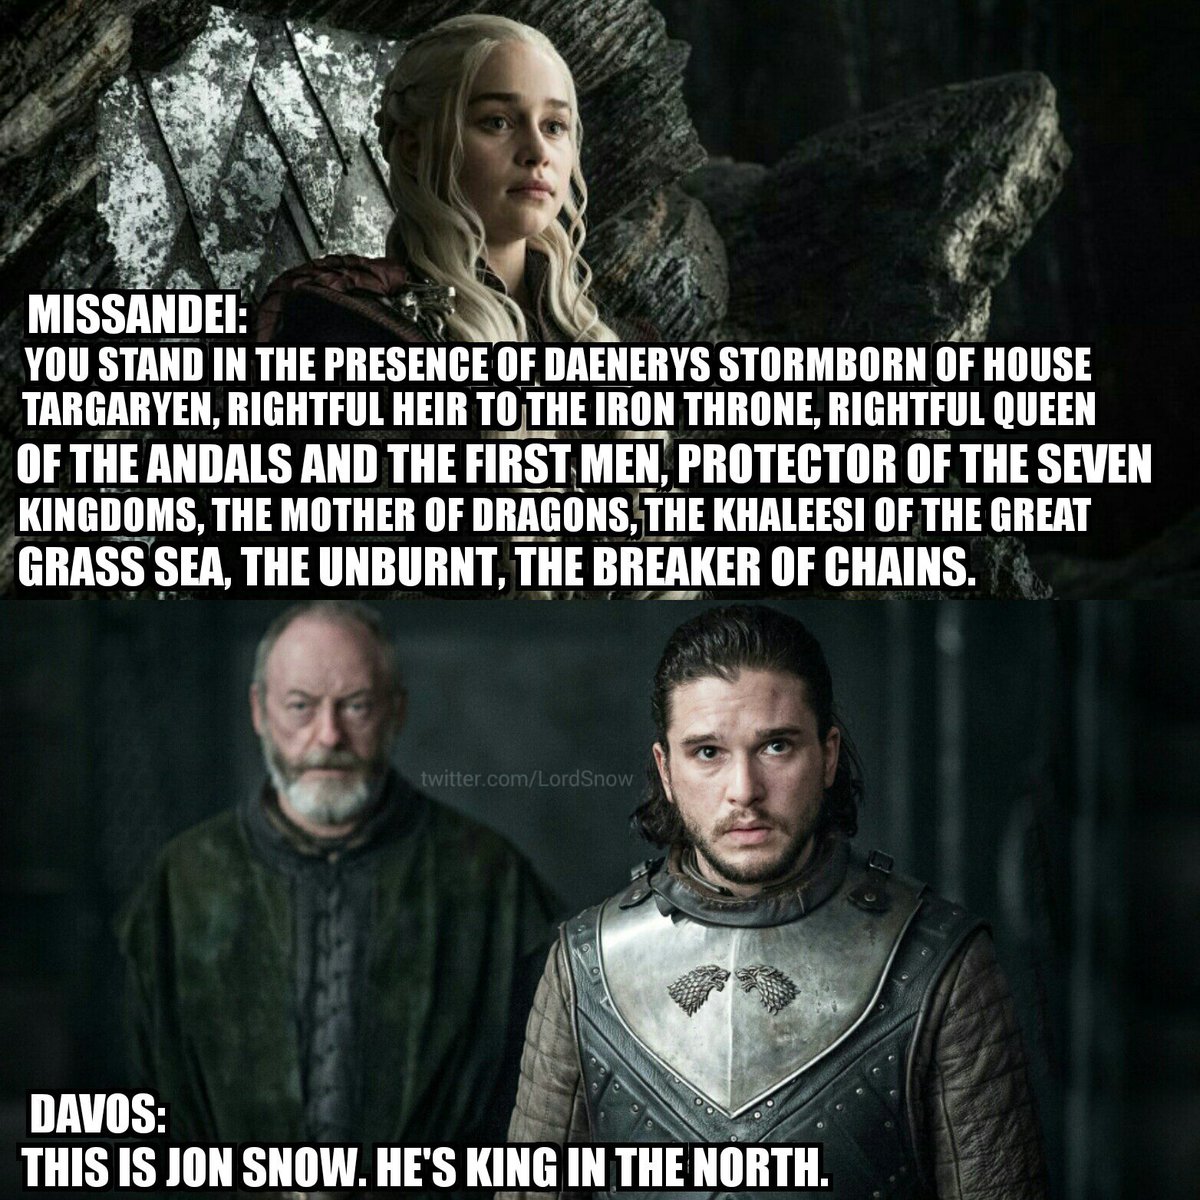 MISSANDEI:
YOU STAND IN THE PRESENCE OF DAENERYS STORMBORN OF HOUSE
TARGARYEN, RIGHTFUL HEIR TO THE IRON THRONE, RIGHTFUL QUEEN
OF THE ANDALS AND THE FIRST MEN, PROTECTOR OF THE SEVEN
KINGDOMS, THE MOTHER OF DRAGONS, THE KHALEESI OF THE GREAT
GRASS SEA, THE UNBURNT, THE BREAKER OF CHAINS.
twitter.com/LordSnow
DAVOS:
THIS IS JON SNOW. HE'S KING IN THE NORTH.